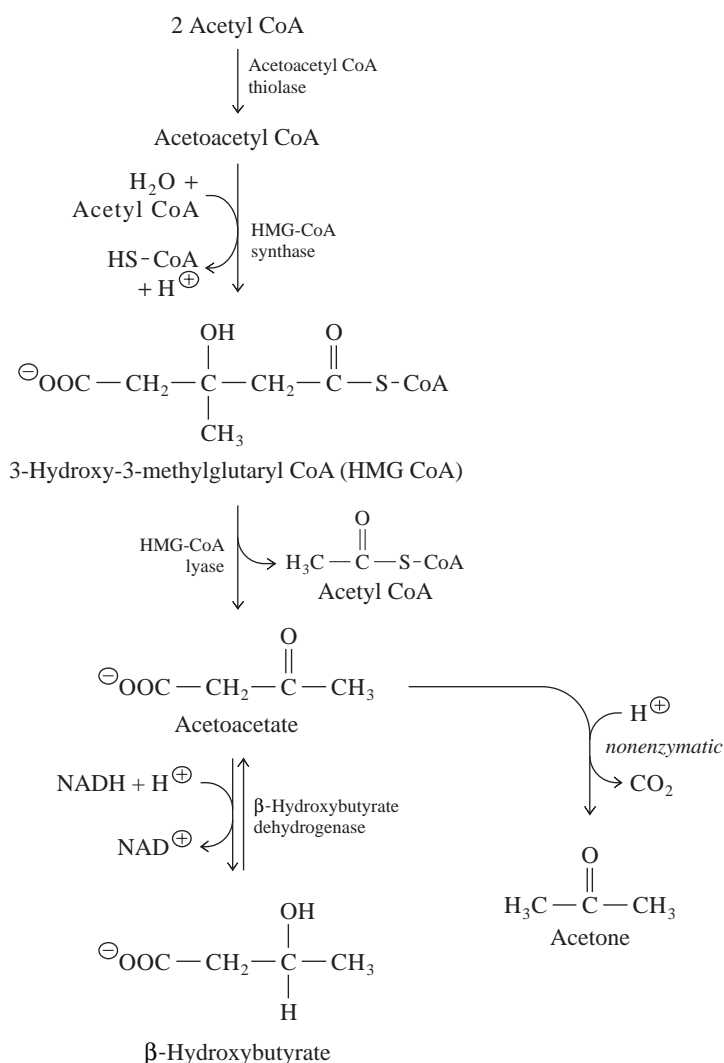 2 Acetyl CoA
Acetoacetyl CoA
thiolase
Acetoacetyl CoA
H₂O +
Acetyl CoA
HMG-CoA
synthase
HS-CoA
+ H⊕
OH
O
⊖OOC—CH₂—C—CH₂—C—S-CoA
CH₃
3-Hydroxy-3-methylglutaryl CoA (HMG CoA)
HMG-CoA
lyase
O
H₃C—C—S-CoA
Acetyl CoA
O
⊖OOC—CH₂—C—CH₃
Acetoacetate
H⊕
nonenzymatic
CO₂
NADH + H⊕
β-Hydroxybutyrate
dehydrogenase
NAD⊕
O
H₃C—C—CH₃
Acetone
OH
⊖OOC—CH₂—C—CH₃
H
β-Hydroxybutyrate